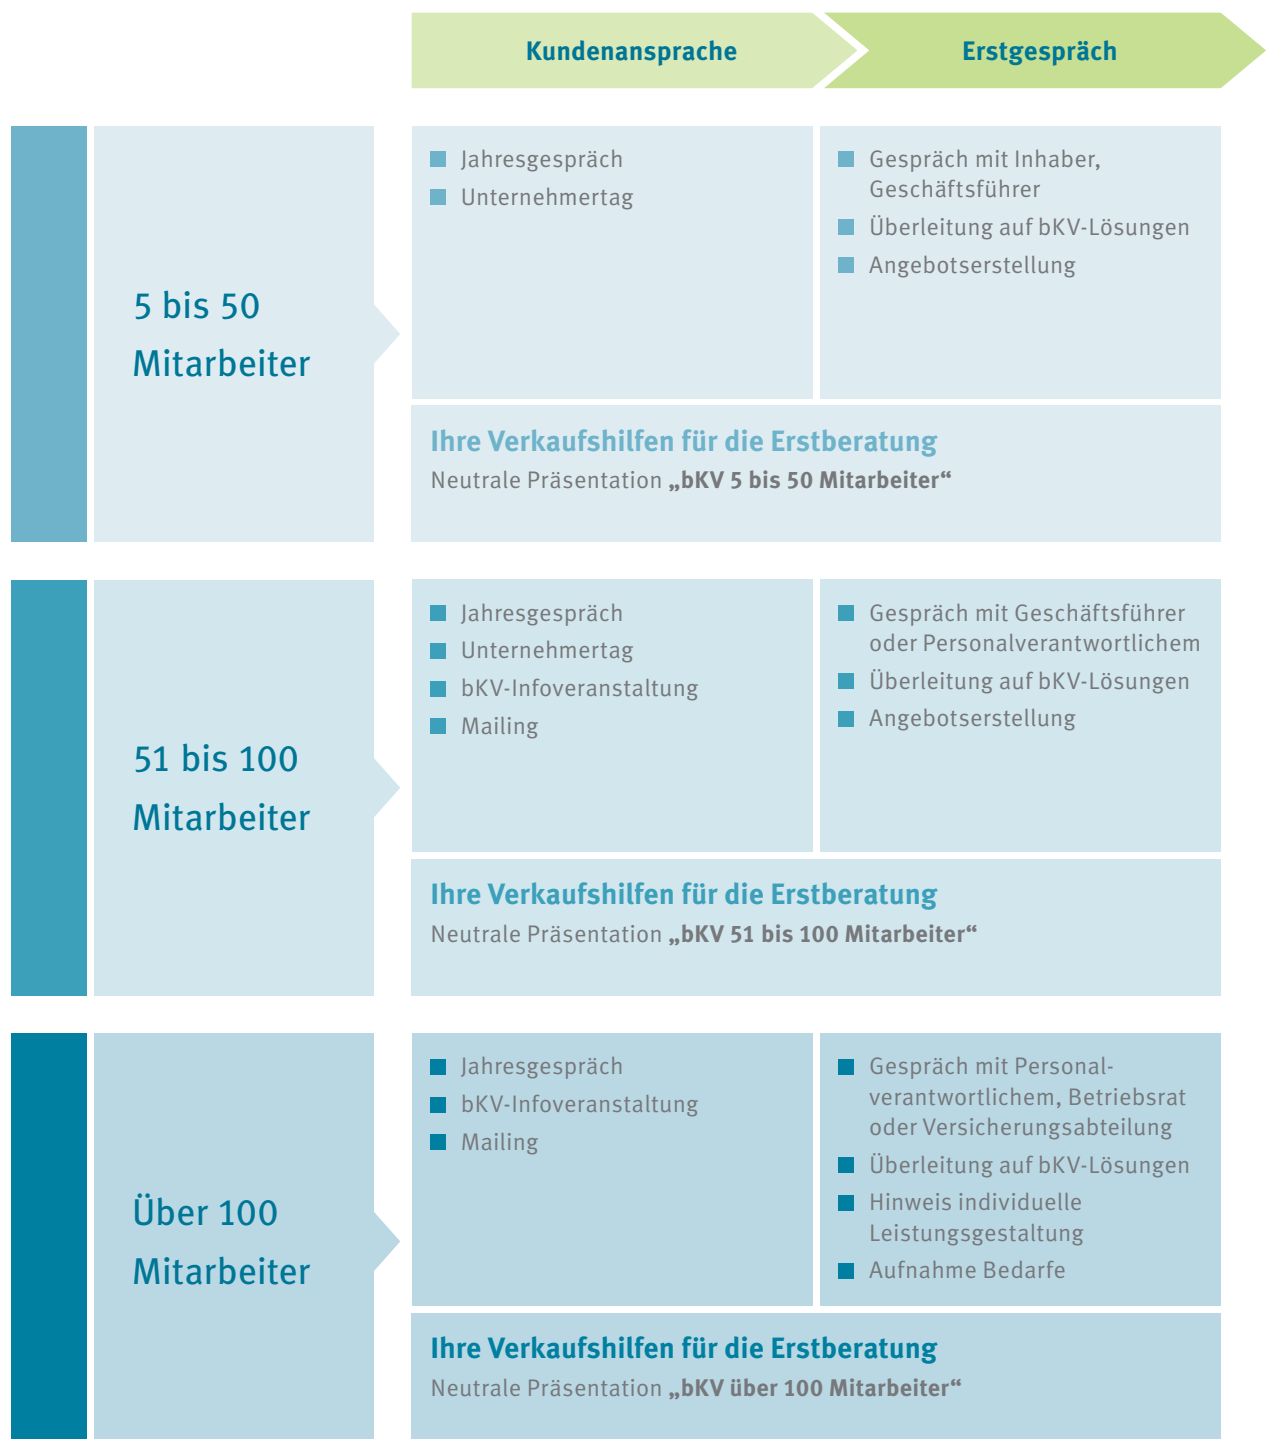 Kundenansprache
Erstgespräch
5 bis 50
Mitarbeiter
Jahresgespräch
Unternehmertag
Gespräch mit Inhaber,
Geschäftsführer
Überleitung auf bKV-Lösungen
Angebotserstellung
Ihre Verkaufshilfen für die Erstberatung
Neutrale Präsentation „bKV 5 bis 50 Mitarbeiter“
51 bis 100
Mitarbeiter
Jahresgespräch
Unternehmertag
bKV-Infoveranstaltung
Mailing
Gespräch mit Geschäftsführer
oder Personalverantwortlichem
Überleitung auf bKV-Lösungen
Angebotserstellung
Ihre Verkaufshilfen für die Erstberatung
Neutrale Präsentation „bKV 51 bis 100 Mitarbeiter“
Über 100
Mitarbeiter
Jahresgespräch
bKV-Infoveranstaltung
Mailing
Gespräch mit Personal-
verantwortlichem, Betriebsrat
oder Versicherungsabteilung
Überleitung auf bKV-Lösungen
Hinweis individuelle
Leistungsgestaltung
Aufnahme Bedarfe
Ihre Verkaufshilfen für die Erstberatung
Neutrale Präsentation „bKV über 100 Mitarbeiter“